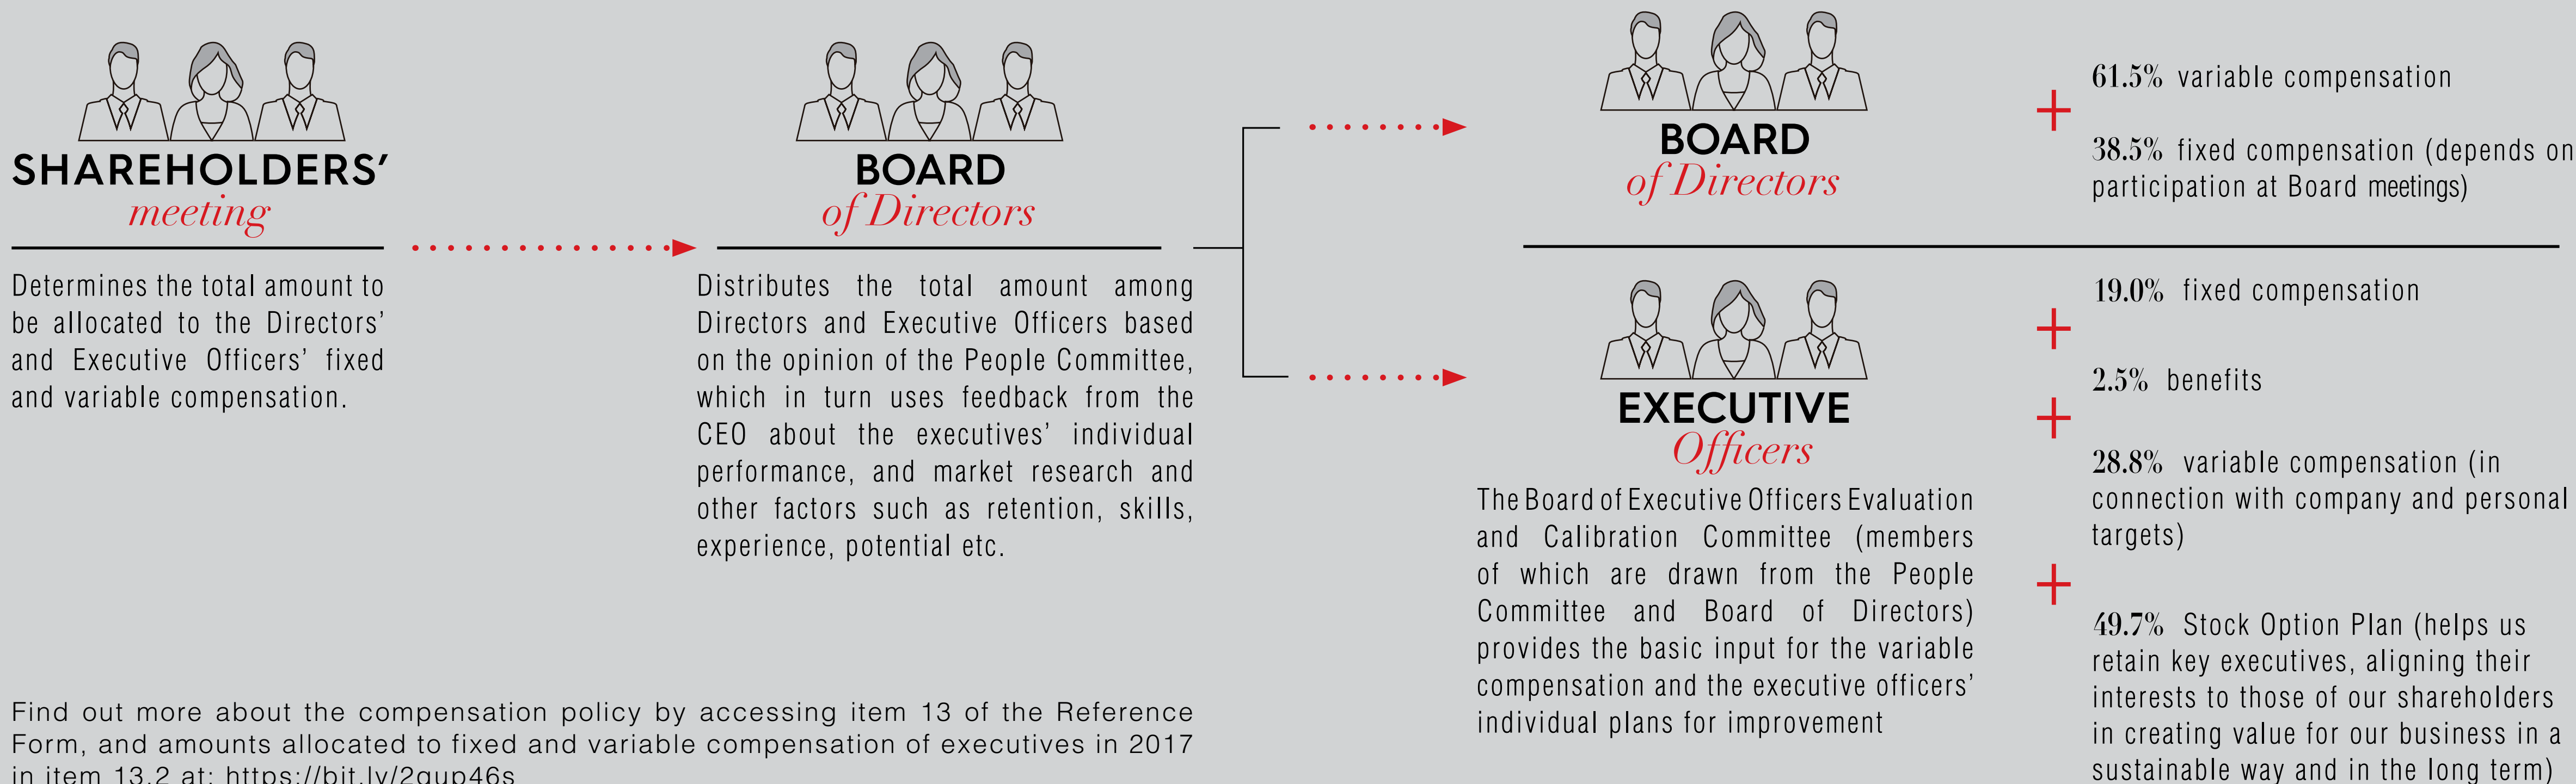 SHAREHOLDERS'
meeting
Determines the total amount to
be allocated to the Directors'
and Executive Officers' fixed
and variable compensation.
BOARD
of Directors
Distributes the total amount among
Directors and Executive Officers based
on the opinion of the People Committee,
which in turn uses feedback from the
CEO about the executives' individual
performance, and market research and
other factors such as retention, skills,
experience, potential etc.
BOARD
of Directors
+
61.5% variable compensation
38.5% fixed compensation (depends on
participation at Board meetings)
EXECUTIVE
Officers
The Board of Executive Officers Evaluation
and Calibration Committee (members
of which are drawn from the People
Committee and Board of Directors)
provides the basic input for the variable
compensation and the executive officers'
individual plans for improvement
19.0% fixed compensation
+
2.5% benefits
+
28.8% variable compensation (in
connection with company and personal
targets)
+
49.7% Stock Option Plan (helps us
retain key executives, aligning their
interests to those of our shareholders
in creating value for our business in a
sustainable way and in the long term)
Find out more about the compensation policy by accessing item 13 of the Reference
Form, and amounts allocated to fixed and variable compensation of executives in 2017
in item 13.2 at: https://bit.ly/2qup46s